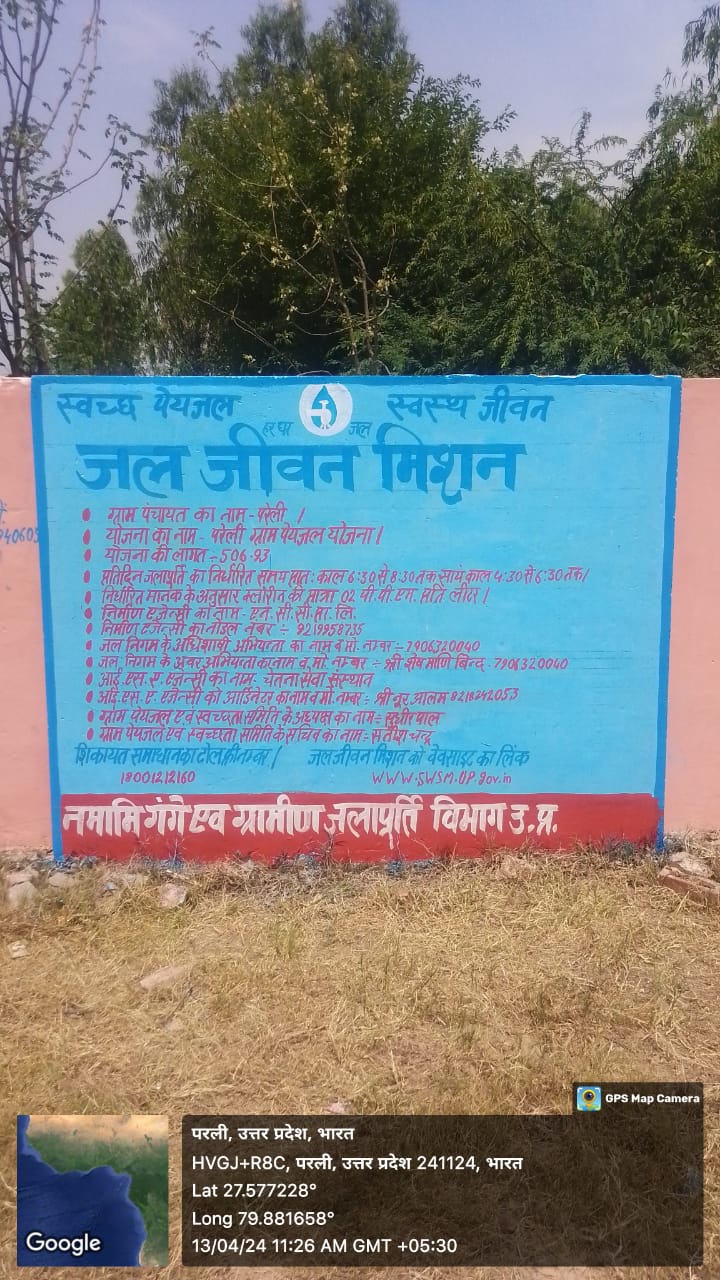 स्वच्छ पेयजल स्वस्थ जीवन
हर घर जल
जल जीवन मिशन
• ग्राम पंचायत का नाम - परेली ।
• योजना का नाम - परेली ग्राम पेयजल योजना ।
• योजना की लागत ÷ 506.93
• प्रतिदिन जलापूर्ति का निर्धारित समय प्रातः काल 6:30 से 8:30 तक सायं काल 4:30 से 6:30 तक/
• निर्धारित मानक के अनुसार क्लोरीन की मात्रा 02 पी.पी.एम. प्रति लीटर ।
• निर्माण एजेन्सी का नाम - एन. सी. सी. प्रा. लि.
• निर्माण एजेन्सी का नोडल नंबर ÷ 9219958735
• जल निगम के अधिशाषी अभियन्ता का नाम व मो. नम्बर ÷ 7906320040
• जल निगम के अवर अभियन्ता का नाम व मो. नम्बर ÷ श्री शेष मणि बिन्द - 7906320040
• आई. एस. ए. एजेन्सी का नाम - चेतना सेवा संस्थान
• आई. एस. ए. एजेन्सी को आर्डिनेटर का नाम व मो. नम्बर ÷ श्री नूर आलम 8218242053
• ग्राम पेयजल एवं स्वच्छता समिति के अध्यक्ष का नाम ÷ सुधीर पाल
• ग्राम पेयजल एवं स्वच्छता समिति के सचिव का नाम ÷ सतीश चन्द्र
शिकायत समाधान का टोल फ्री नम्बर / जल जीवन मिशन की वेबसाइट का लिंक
18001212160 www.swsm.up.gov.in
नमामि गंगे एवं ग्रामीण जलापूर्ति विभाग उ.प्र.
GPS Map Camera
परली, उत्तर प्रदेश, भारत
HVGJ+R8C, परली, उत्तर प्रदेश 241124, भारत
Lat 27.577228°
Long 79.881658°
13/04/24 11:26 AM GMT +05:30
Google